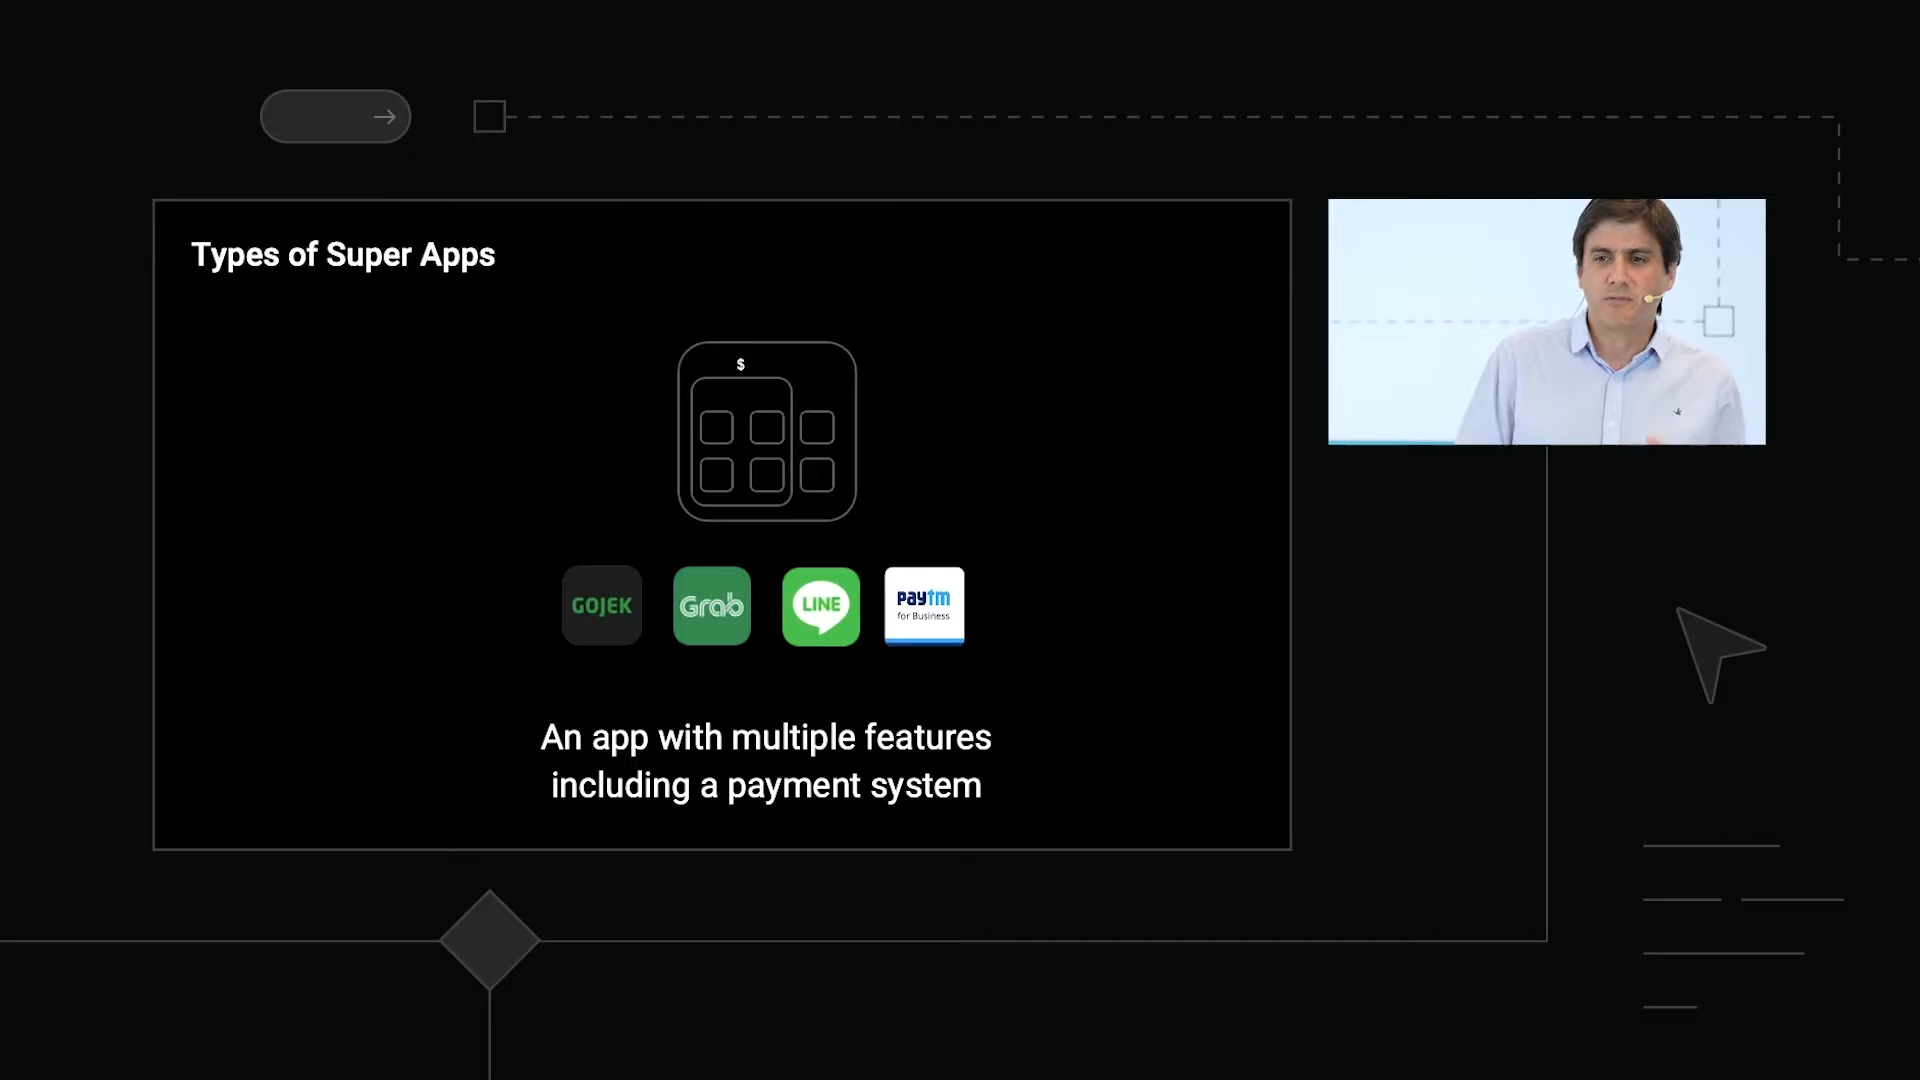 Types of Super Apps
$
GOJEK
Grab
LINE
paytm
for Business
An app with multiple features
including a payment system